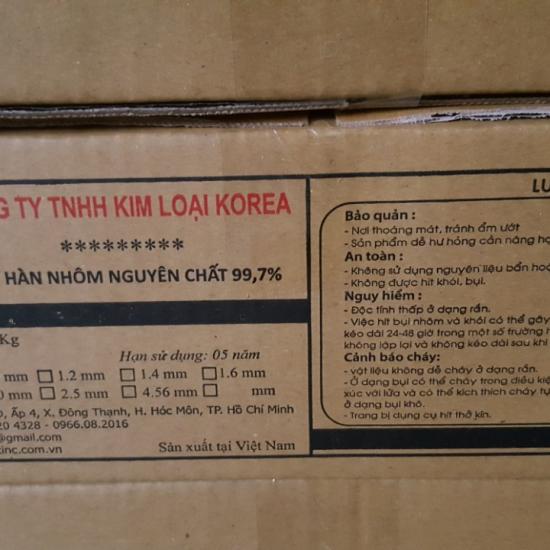 G TY TNHH KIM LOẠI KOREA
*********
HÀN NHÔM NGUYÊN CHẤT 99,7%
Kg
Hạn sử dụng: 05 năm
mm 1.2 mm 1.4 mm 1.6 mm
0 mm 2.5 mm 4.56 mm mm
Ấp 4, X. Đông Thạnh, H. Hóc Môn, TP. Hồ Chí Minh
20 4328 - 0966.08.2016
@gmail.com
inc.com.vn
Sản xuất tại Việt Nam
LƯ
Bảo quản :
- Nơi thoáng mát, tránh ẩm ướt
- Sản phẩm dễ hư hỏng cần nâng
An toàn :
- Không sử dụng nguyên liệu bẩn
- Không được hít khói, bụi.
Nguy hiểm :
- Độc tính thấp ở dạng rắn.
- Việc hít bụi nhôm và khói có thể gây
kéo dài 24-48 giờ trong một số trường
không lặp lại và không kéo dài sau khi
Cảnh báo cháy:
- vật liệu không dễ cháy ở dạng rắn.
- Ở dạng bụi có thể cháy trong điều
xúc với lửa và có thể kích thích cháy
ở dạng bụi khô.
- Trang bị dụng cụ hít thở kín.